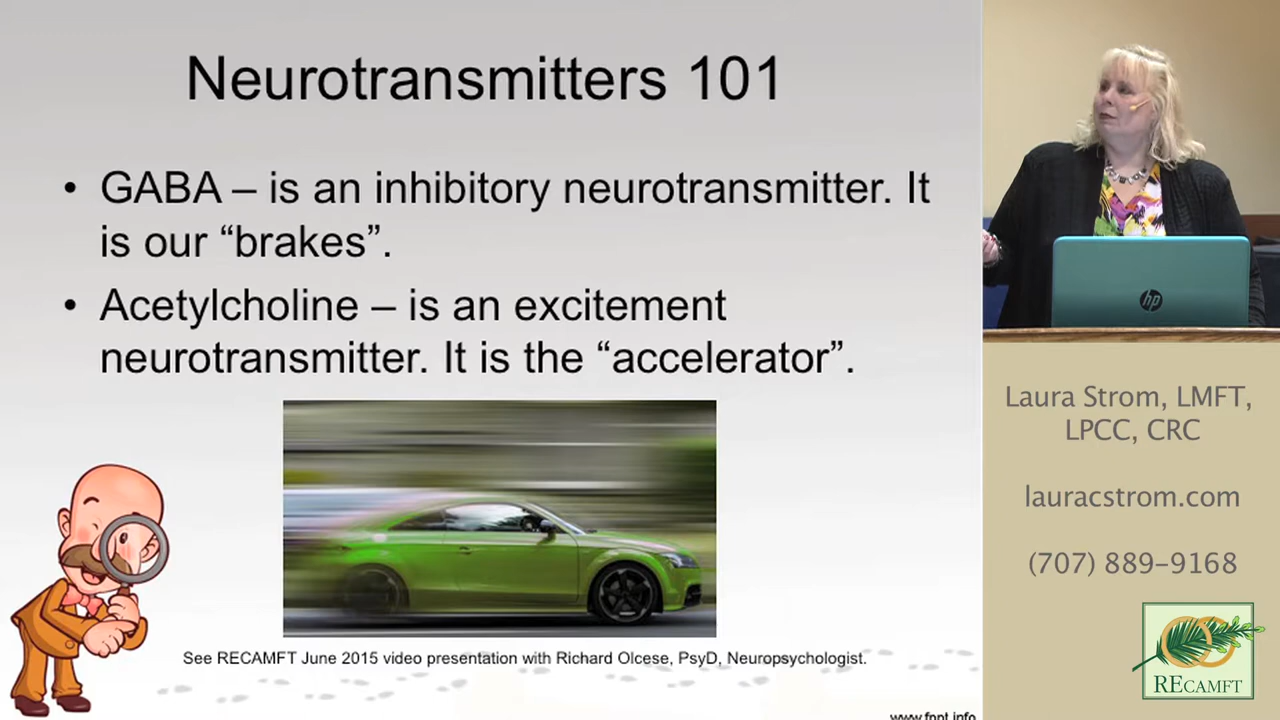 Neurotransmitters 101
• GABA – is an inhibitory neurotransmitter. It
is our “brakes”.
• Acetylcholine – is an excitement
neurotransmitter. It is the “accelerator”.
See RECAMFT June 2015 video presentation with Richard Olcese, PsyD, Neuropsychologist.
www.fppt.info
hp
Laura Strom, LMFT,
LPCC, CRC
lauracstrom.com
(707) 889-9168
RECAMFT